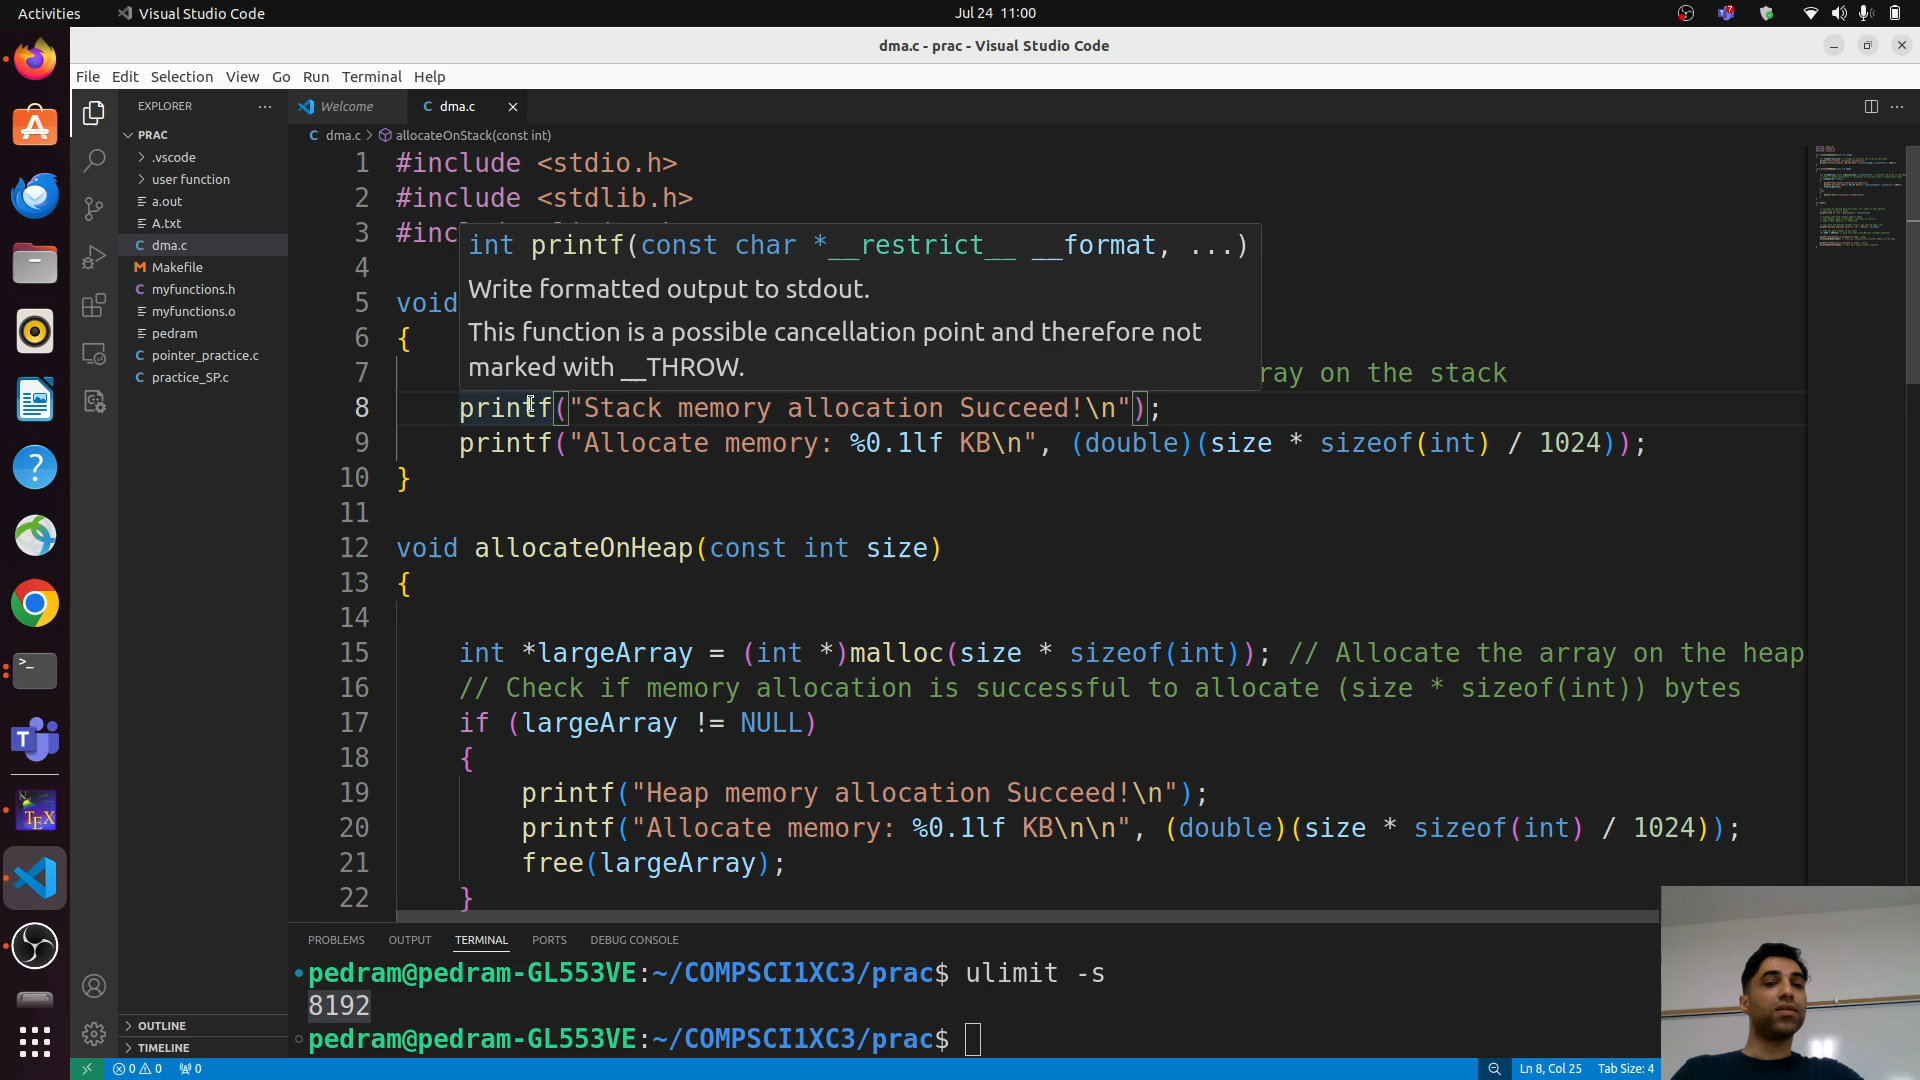 Activities Visual Studio Code Jul 24 11:00
dma.c - prac - Visual Studio Code
File Edit Selection View Go Run Terminal Help
EXPLORER ··· Welcome C dma.c
C dma.c > allocateOnStack(const int)
PRAC
.vscode
user function
a.out
A.txt
C dma.c
M Makefile
C myfunctions.h
myfunctions.o
pedram
C pointer_practice.c
C practice_SP.c
OUTLINE
TIMELINE
1 #include <stdio.h>
2 #include <stdlib.h>
3 #inc
int printf(const char *__restrict__ __format, ...)
Write formatted output to stdout.
This function is a possible cancellation point and therefore not
marked with __THROW.
4
5 void
6 {
7 ray on the stack
8 printf("Stack memory allocation Succeed!\n");
9 printf("Allocate memory: %0.1lf KB\n", (double)(size * sizeof(int) / 1024));
10 }
11
12 void allocateOnHeap(const int size)
13 {
14
15 int *largeArray = (int *)malloc(size * sizeof(int)); // Allocate the array on the heap
16 // Check if memory allocation is successful to allocate (size * sizeof(int)) bytes
17 if (largeArray != NULL)
18 {
19 printf("Heap memory allocation Succeed!\n");
20 printf("Allocate memory: %0.1lf KB\n\n", (double)(size * sizeof(int) / 1024));
21 free(largeArray);
22 }
PROBLEMS OUTPUT TERMINAL PORTS DEBUG CONSOLE
pedram@pedram-GL553VE:~/COMPSCI1XC3/prac$ ulimit -s
8192
pedram@pedram-GL553VE:~/COMPSCI1XC3/prac$
0 0 0 Ln 8, Col 25 Tab Size: 4